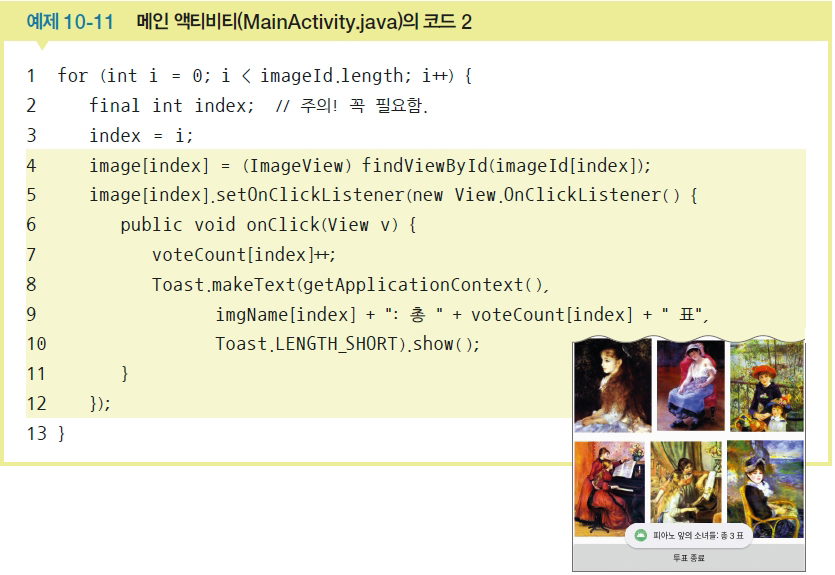 예제 10-11 메인 액티비티(MainActivity.java)의 코드 2
1 for (int i = 0; i < imageId.length; i++) {
2 final int index; // 주의! 꼭 필요함.
3 index = i;
4 image[index] = (ImageView) findViewById(imageId[index]);
5 image[index].setOnClickListener(new View.OnClickListener() {
6 public void onClick(View v) {
7 voteCount[index]++;
8 Toast.makeText(getApplicationContext(),
9 imgName[index] + ": 총 " + voteCount[index] + " 표",
10 Toast.LENGTH_SHORT).show();
11 }
12 });
13 }
피아노 앞의 소녀들: 총 3 표
투표 종료